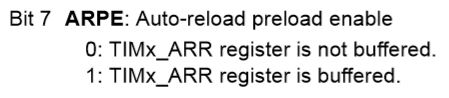 Bit 7 ARPE: Auto-reload preload enable
0: TIMx_ARR register is not buffered.
1: TIMx_ARR register is buffered.